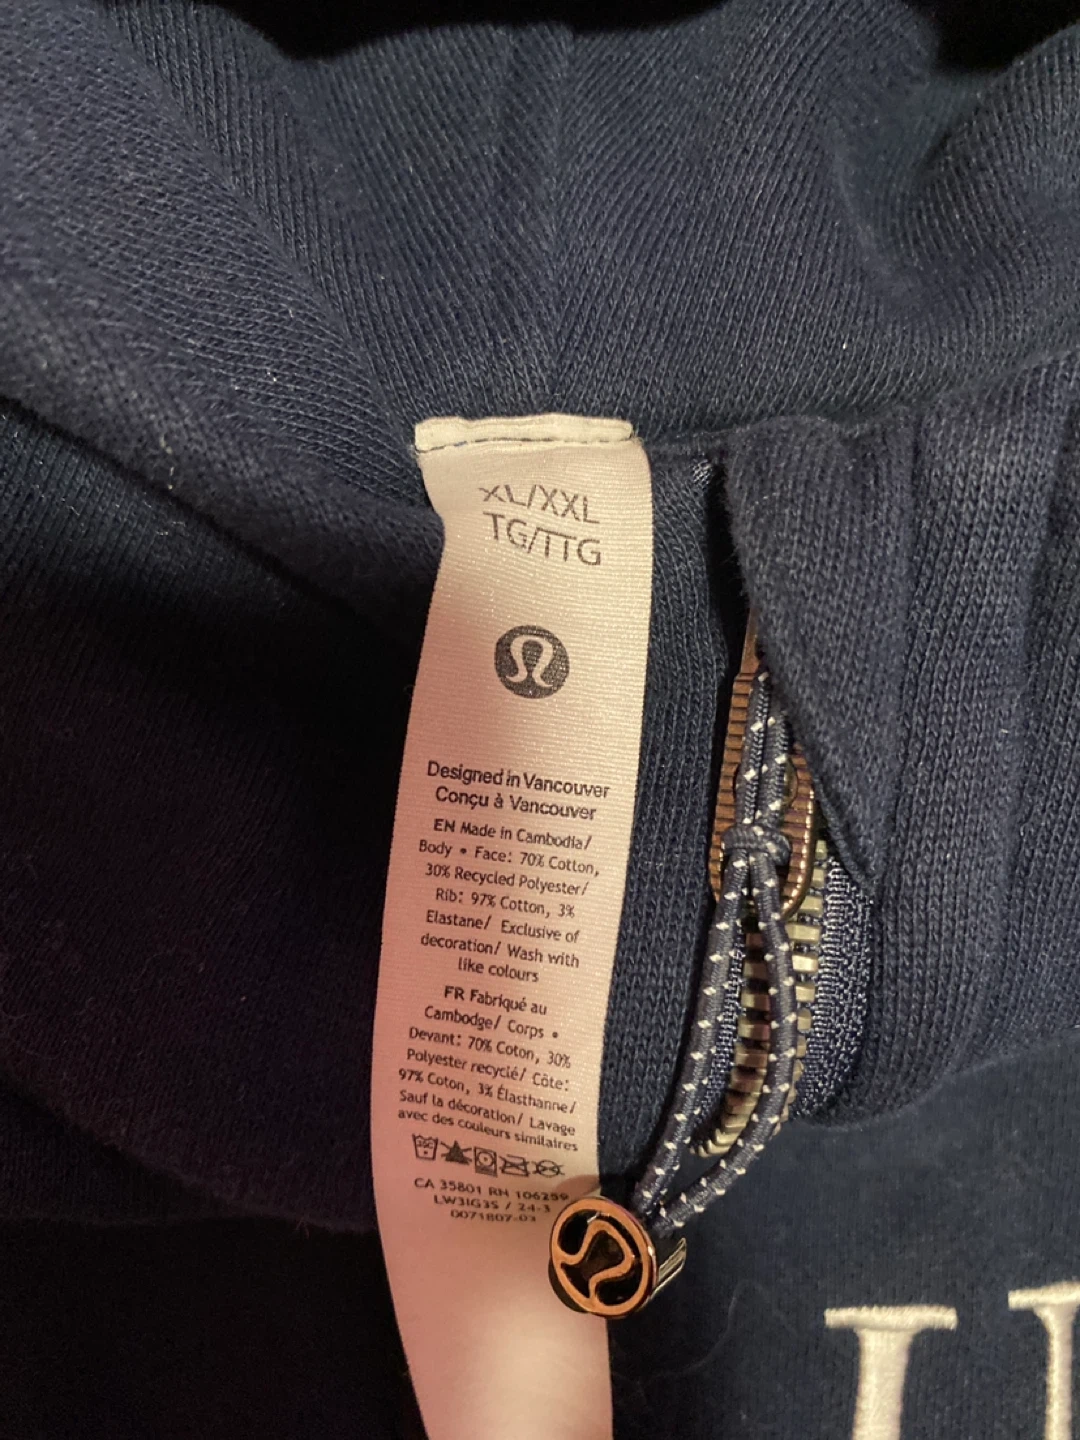 XL/XXL
TG/TTG
Designed in Vancouver
Conçu à Vancouver
EN Made in Cambodia/
Body • Face: 70% Cotton,
30% Recycled Polyester/
Rib: 97% Cotton, 3%
Elastane/ Exclusive of
decoration/ Wash with
like colours
FR Fabriqué au
Cambodge/ Corps •
Devant: 70% Coton, 30%
Polyester recyclé/ Côte:
97% Coton, 3% Élasthanne/
Sauf la décoration/ Lavage
avec des couleurs similaires
CA 35801 RN 106259
LW3IG3S / 24-3
0071807-03